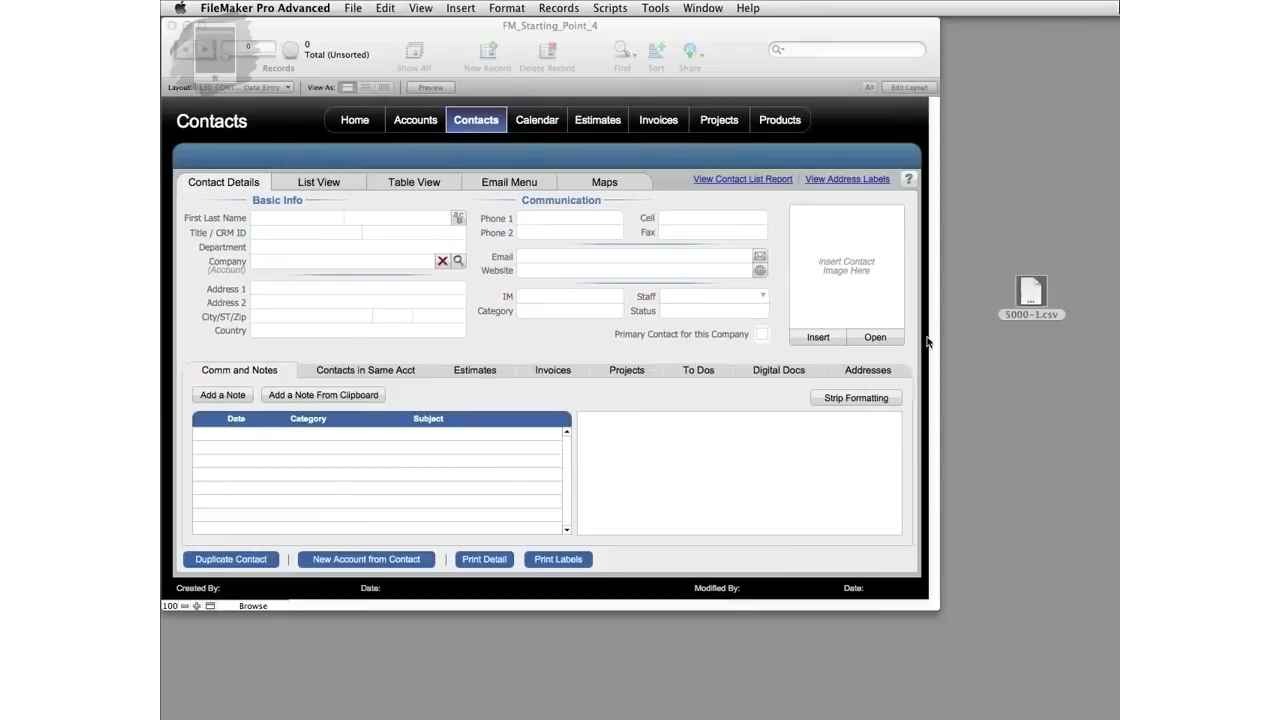 FileMaker Pro Advanced File Edit View Insert Format Records Scripts Tools Window Help
FM_Starting_Point_4
0 0 Total (Unsorted)
Records Show All New Record Delete Record Find Sort Share
Layout: View As: Preview Aa Edit Layout
Contacts Home Accounts Contacts Calendar Estimates Invoices Projects Products
Contact Details List View Table View Email Menu Maps View Contact List Report View Address Labels ?
Basic Info Communication
First Last Name Phone 1 Cell
Title / CRM ID Phone 2 Fax
Department
Company Email
(Account) Website
Insert Contact Image Here
Address 1 IM Staff
Address 2 Category Status
City/ST/Zip
Country Primary Contact for this Company
Insert Open
5000-1.csv
Comm and Notes Contacts in Same Acct Estimates Invoices Projects To Dos Digital Docs Addresses
Add a Note Add a Note From Clipboard Strip Formatting
Date Category Subject
Duplicate Contact | New Account from Contact | Print Detail Print Labels
Created By: Date: Modified By: Date:
100 Browse